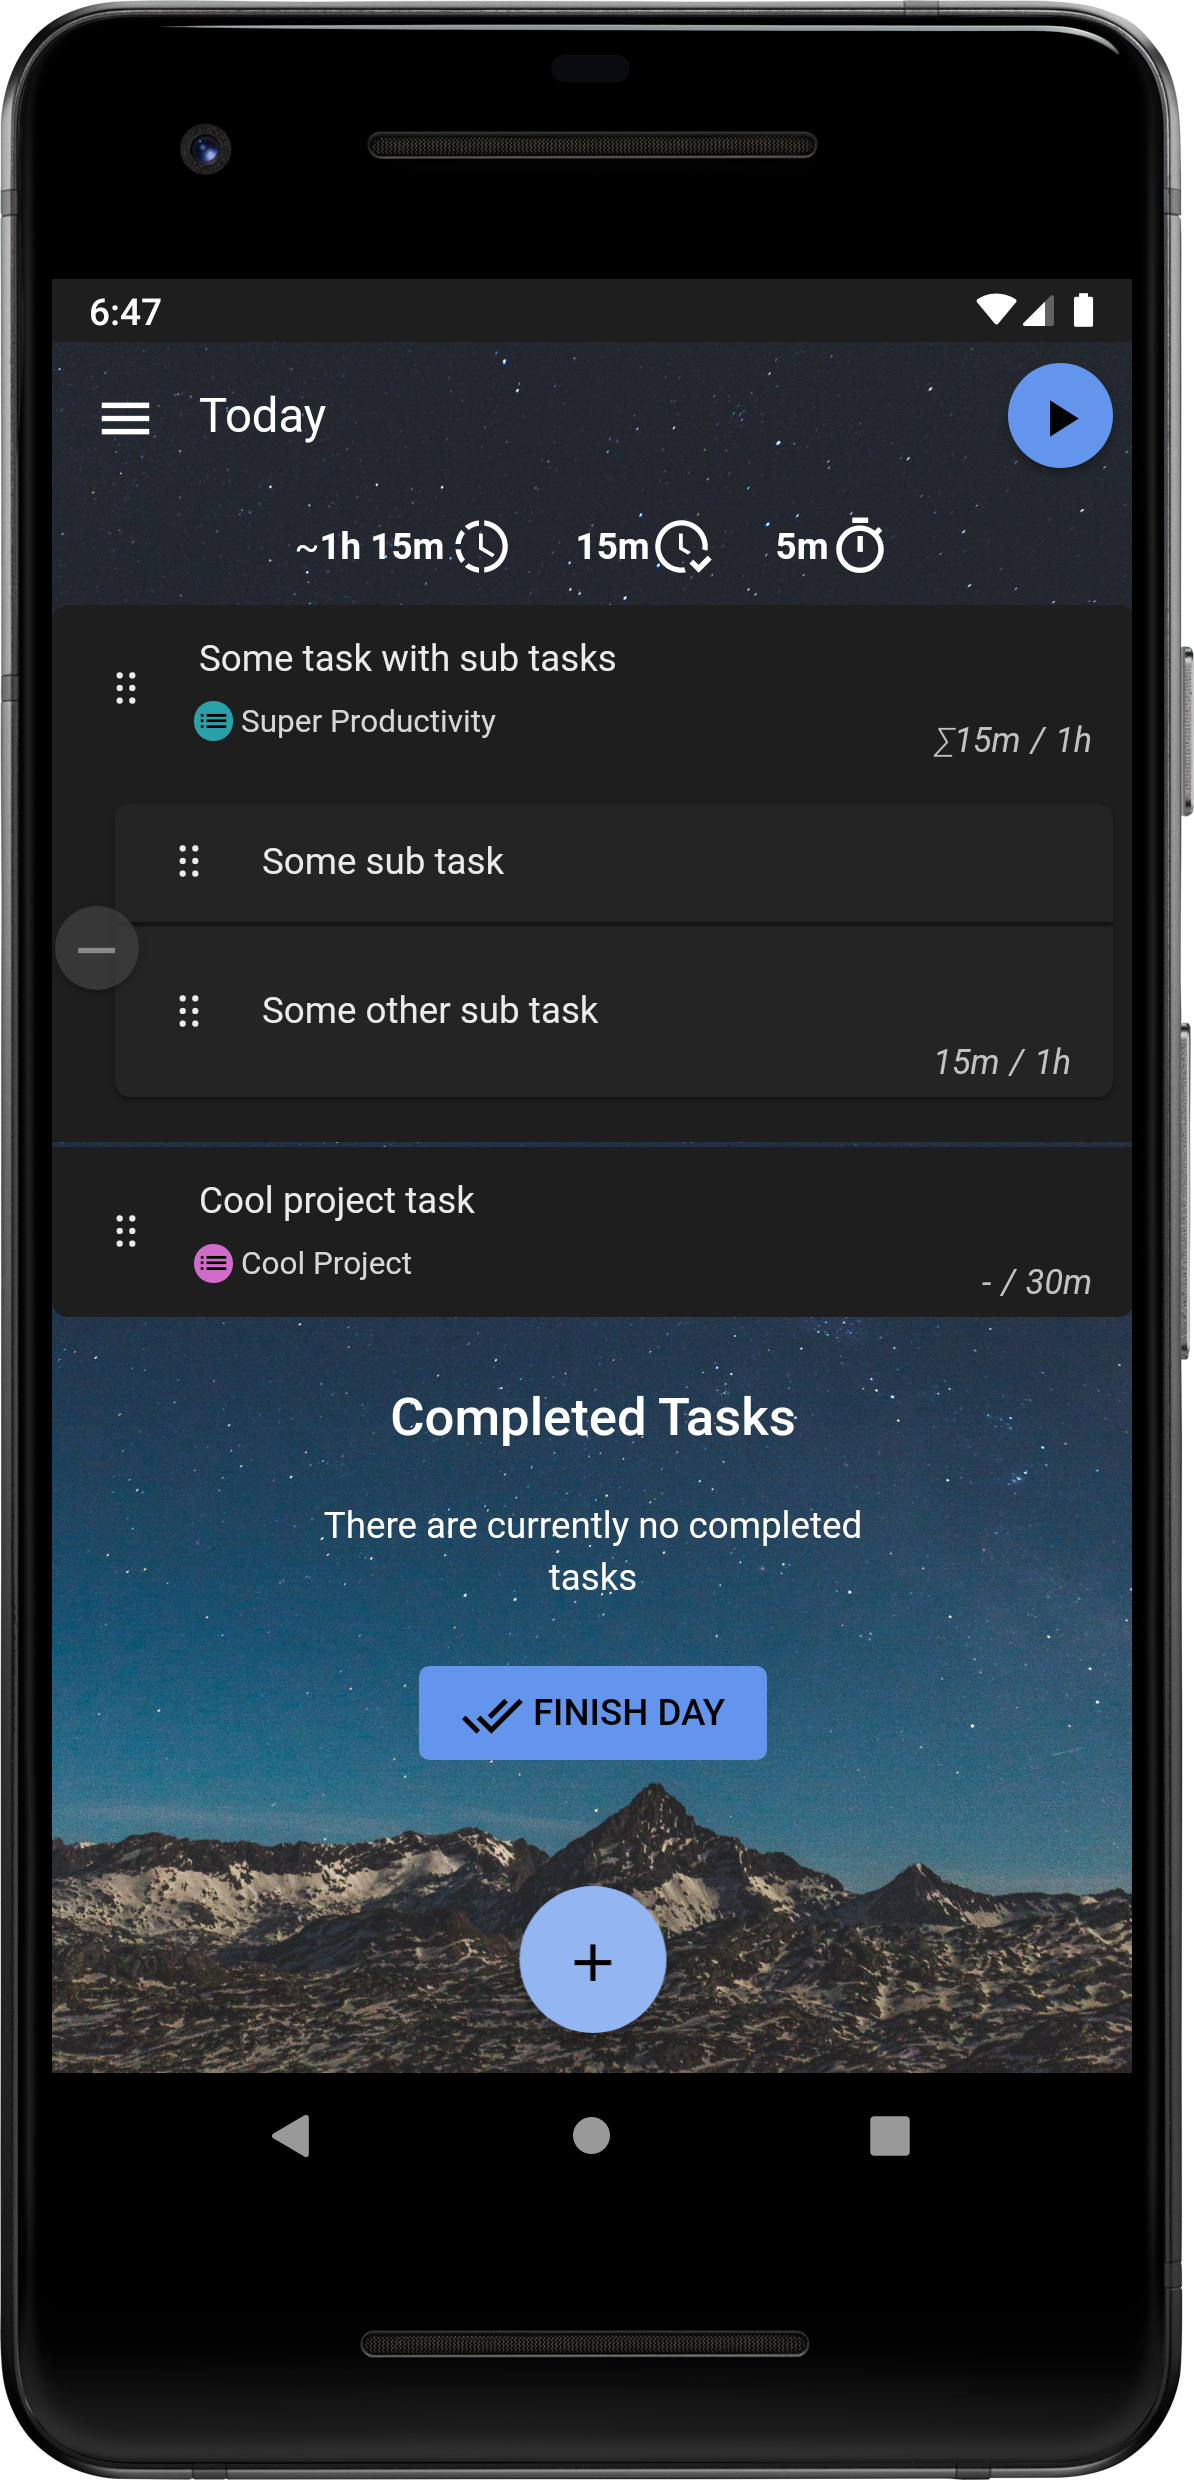 6:47
Today
~1h 15m 15m 5m
Some task with sub tasks
Super Productivity
∑15m / 1h
Some sub task
Some other sub task
15m / 1h
Cool project task
Cool Project
- / 30m
Completed Tasks
There are currently no completed
tasks
FINISH DAY